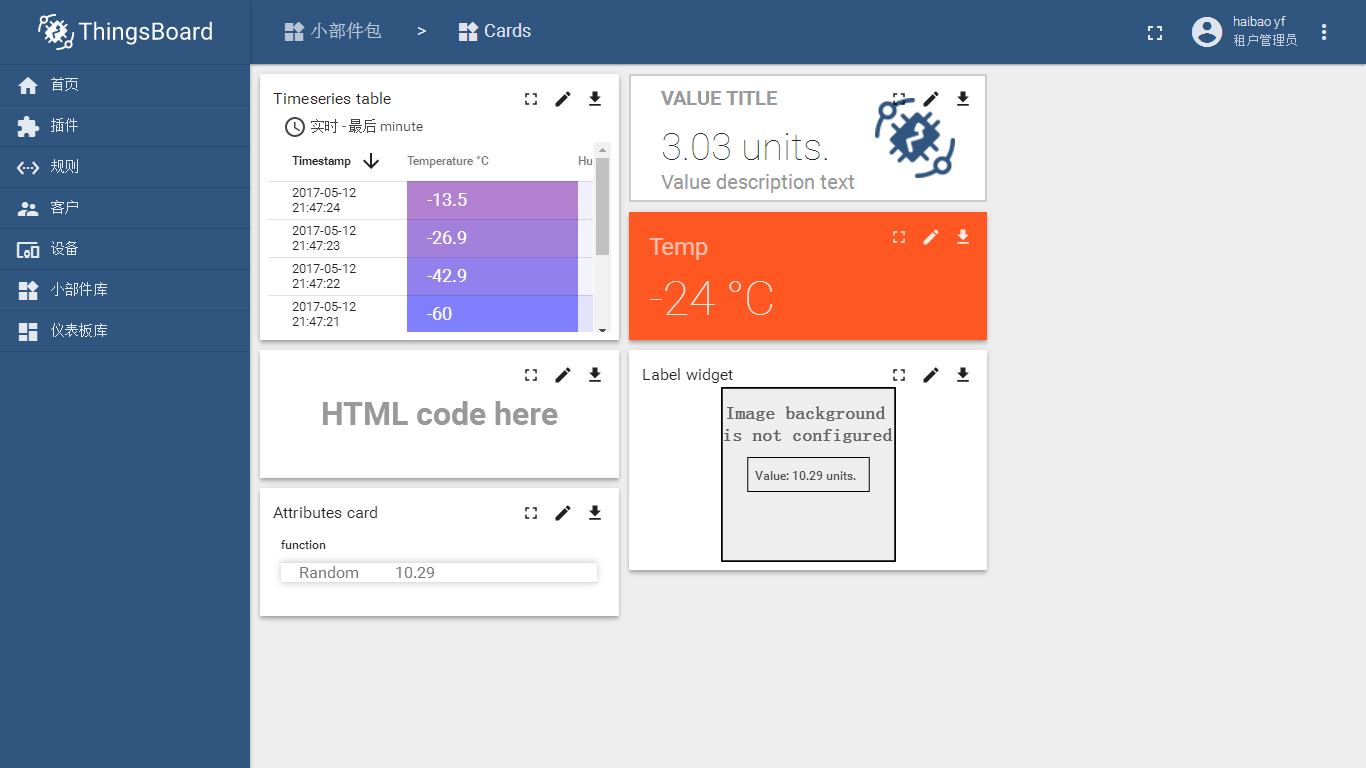 ThingsBoard
小部件包 > Cards
haibao yf
租户管理员
首页
插件
规则
客户
设备
小部件库
仪表板库
Timeseries table
实时 - 最后 minute
Timestamp Temperature °C Hu
2017-05-12
21:47:24
-13.5
2017-05-12
21:47:23
-26.9
2017-05-12
21:47:22
-42.9
2017-05-12
21:47:21
-60
VALUE TITLE
3.03 units.
Value description text
Temp
-24 °C
HTML code here
Label widget
Image background
is not configured
Value: 10.29 units.
Attributes card
function
Random 10.29